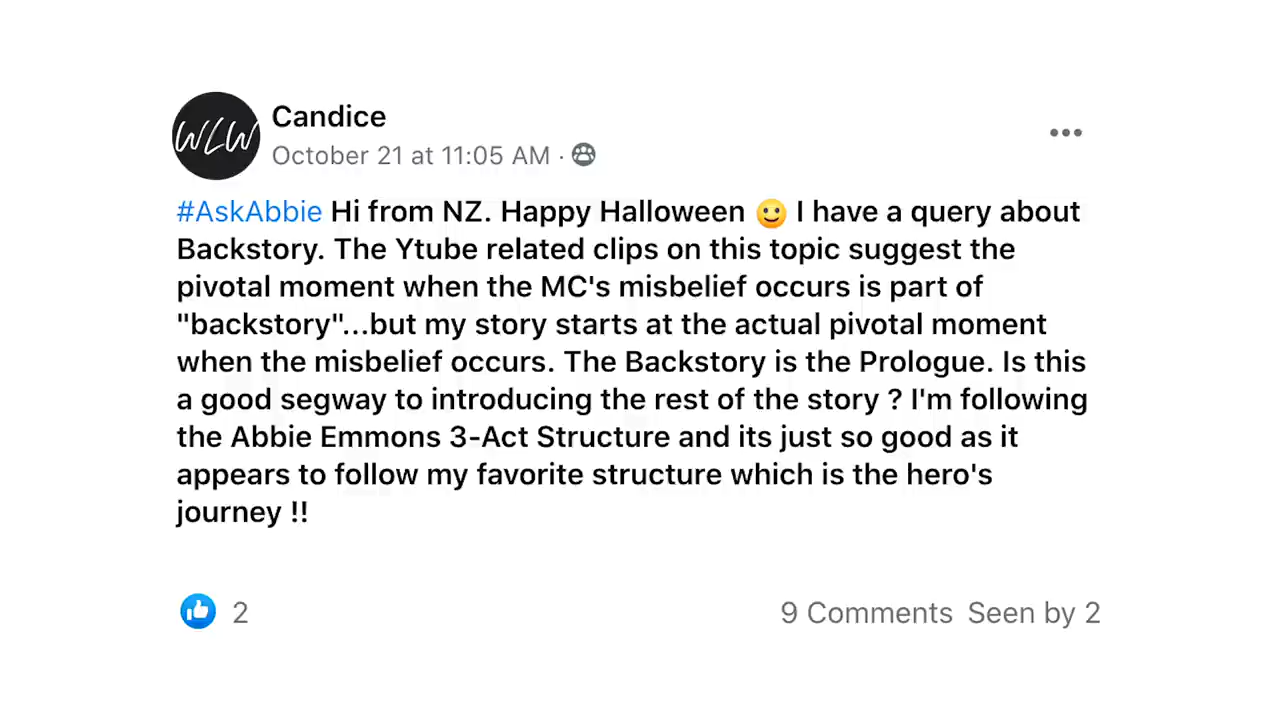 WLW
Candice
October 21 at 11:05 AM ·
#AskAbbie Hi from NZ. Happy Halloween 🙂 I have a query about
Backstory. The Ytube related clips on this topic suggest the
pivotal moment when the MC's misbelief occurs is part of
"backstory"...but my story starts at the actual pivotal moment
when the misbelief occurs. The Backstory is the Prologue. Is this
a good segway to introducing the rest of the story ? I'm following
the Abbie Emmons 3-Act Structure and its just so good as it
appears to follow my favorite structure which is the hero's
journey !!
2
9 Comments Seen by 2